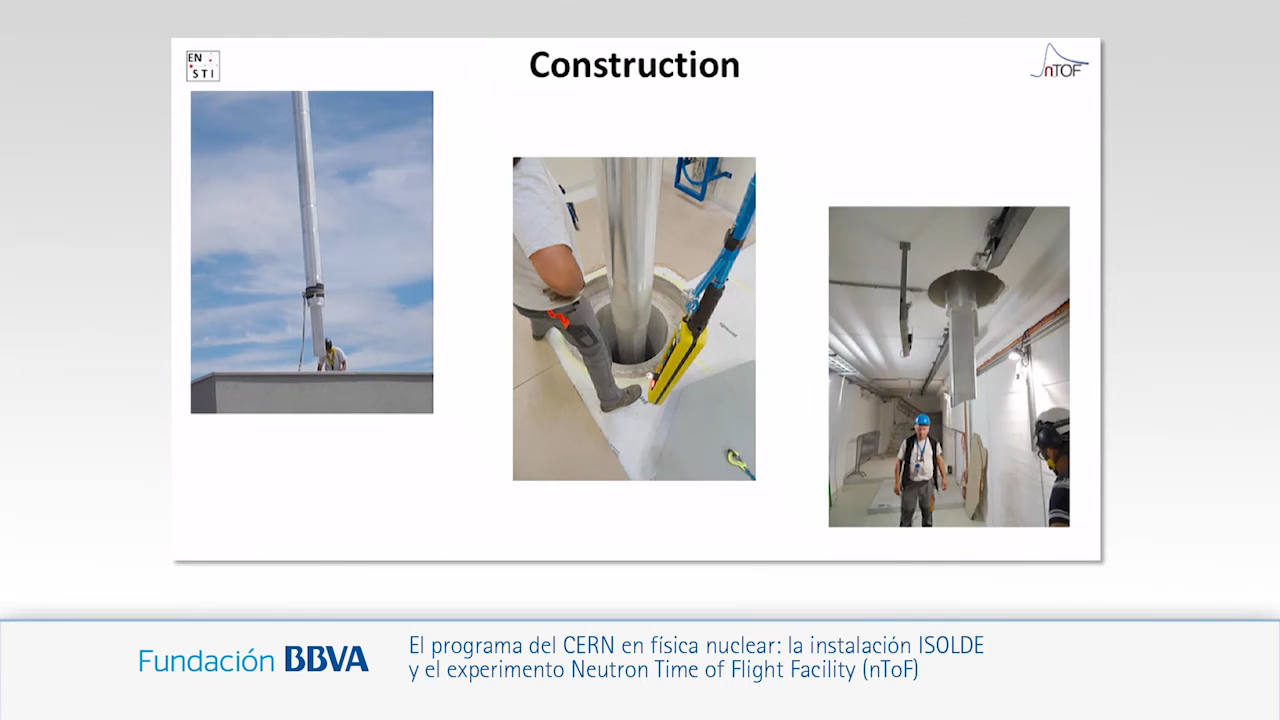 EN
STI
Construction
nTOF
Fundación BBVA
El programa del CERN en física nuclear: la instalación ISOLDE
y el experimento Neutron Time of Flight Facility (nToF)